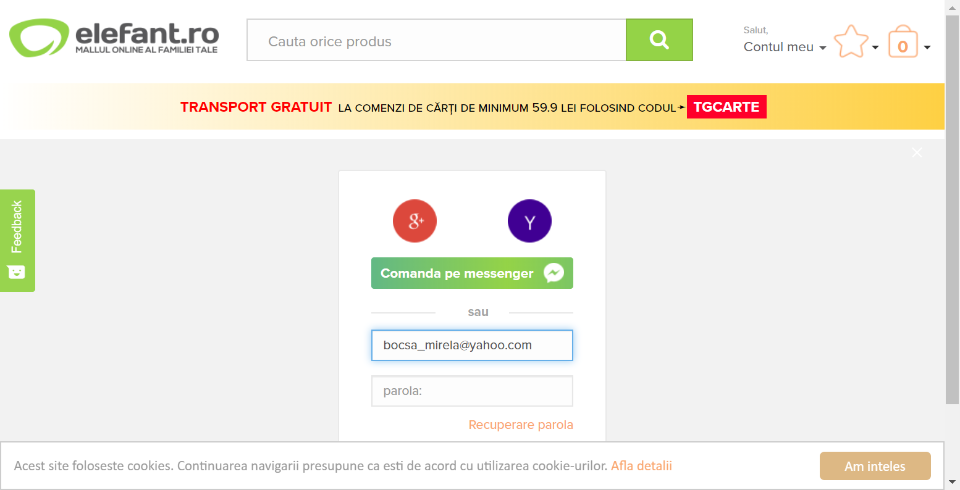 elefant.ro
MALLUL ONLINE AL FAMILIEI TALE
Cauta orice produs
Salut,
Contul meu
0
TRANSPORT GRATUIT LA COMENZI DE CĂRȚI DE MINIMUM 59.9 LEI FOLOSIND CODUL TGCARTE
Feedback
g+
Y
Comanda pe messenger
sau
bocsa_mirela@yahoo.com
parola:
Recuperare parola
Acest site foloseste cookies. Continuarea navigarii presupune ca esti de acord cu utilizarea cookie-urilor. Afla detalii
Am inteles